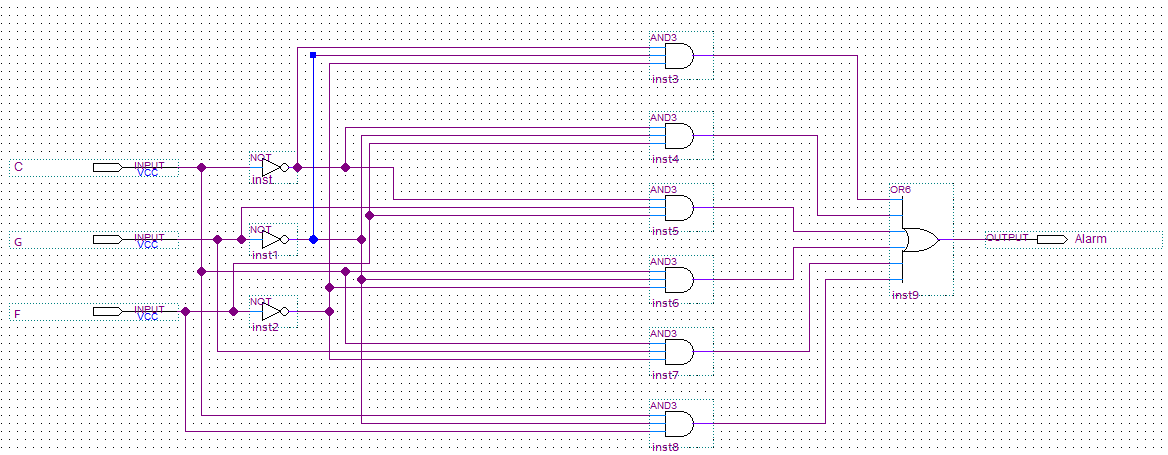 AND3
inst3
AND3
inst4
C
INPUT
VCC
NOT
inst
AND3
inst5
OR6
G
INPUT
VCC
NOT
inst1
OUTPUT
Alarm
AND3
inst6
inst9
F
INPUT
VCC
NOT
inst2
AND3
inst7
AND3
inst8